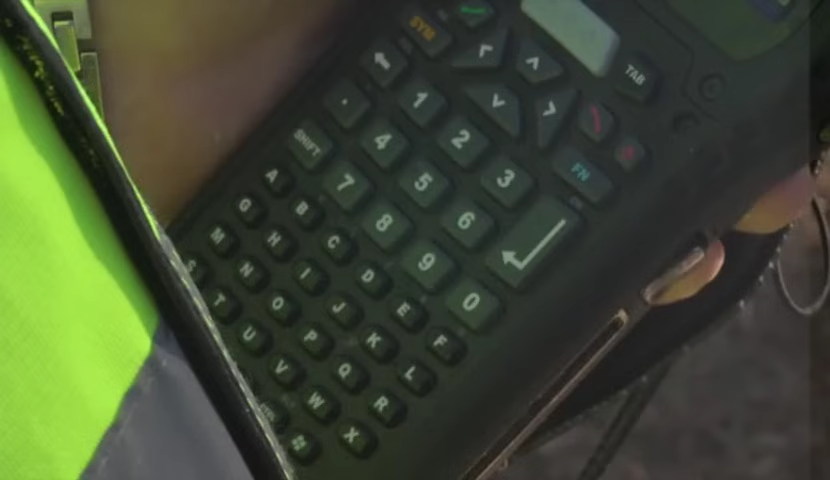 SYM
TAB
. 1 2 3 FN
SHIFT 4 5 6
7 8 9 0
A B C D E F
G H I J K L
M N O P Q R
S T U V W X